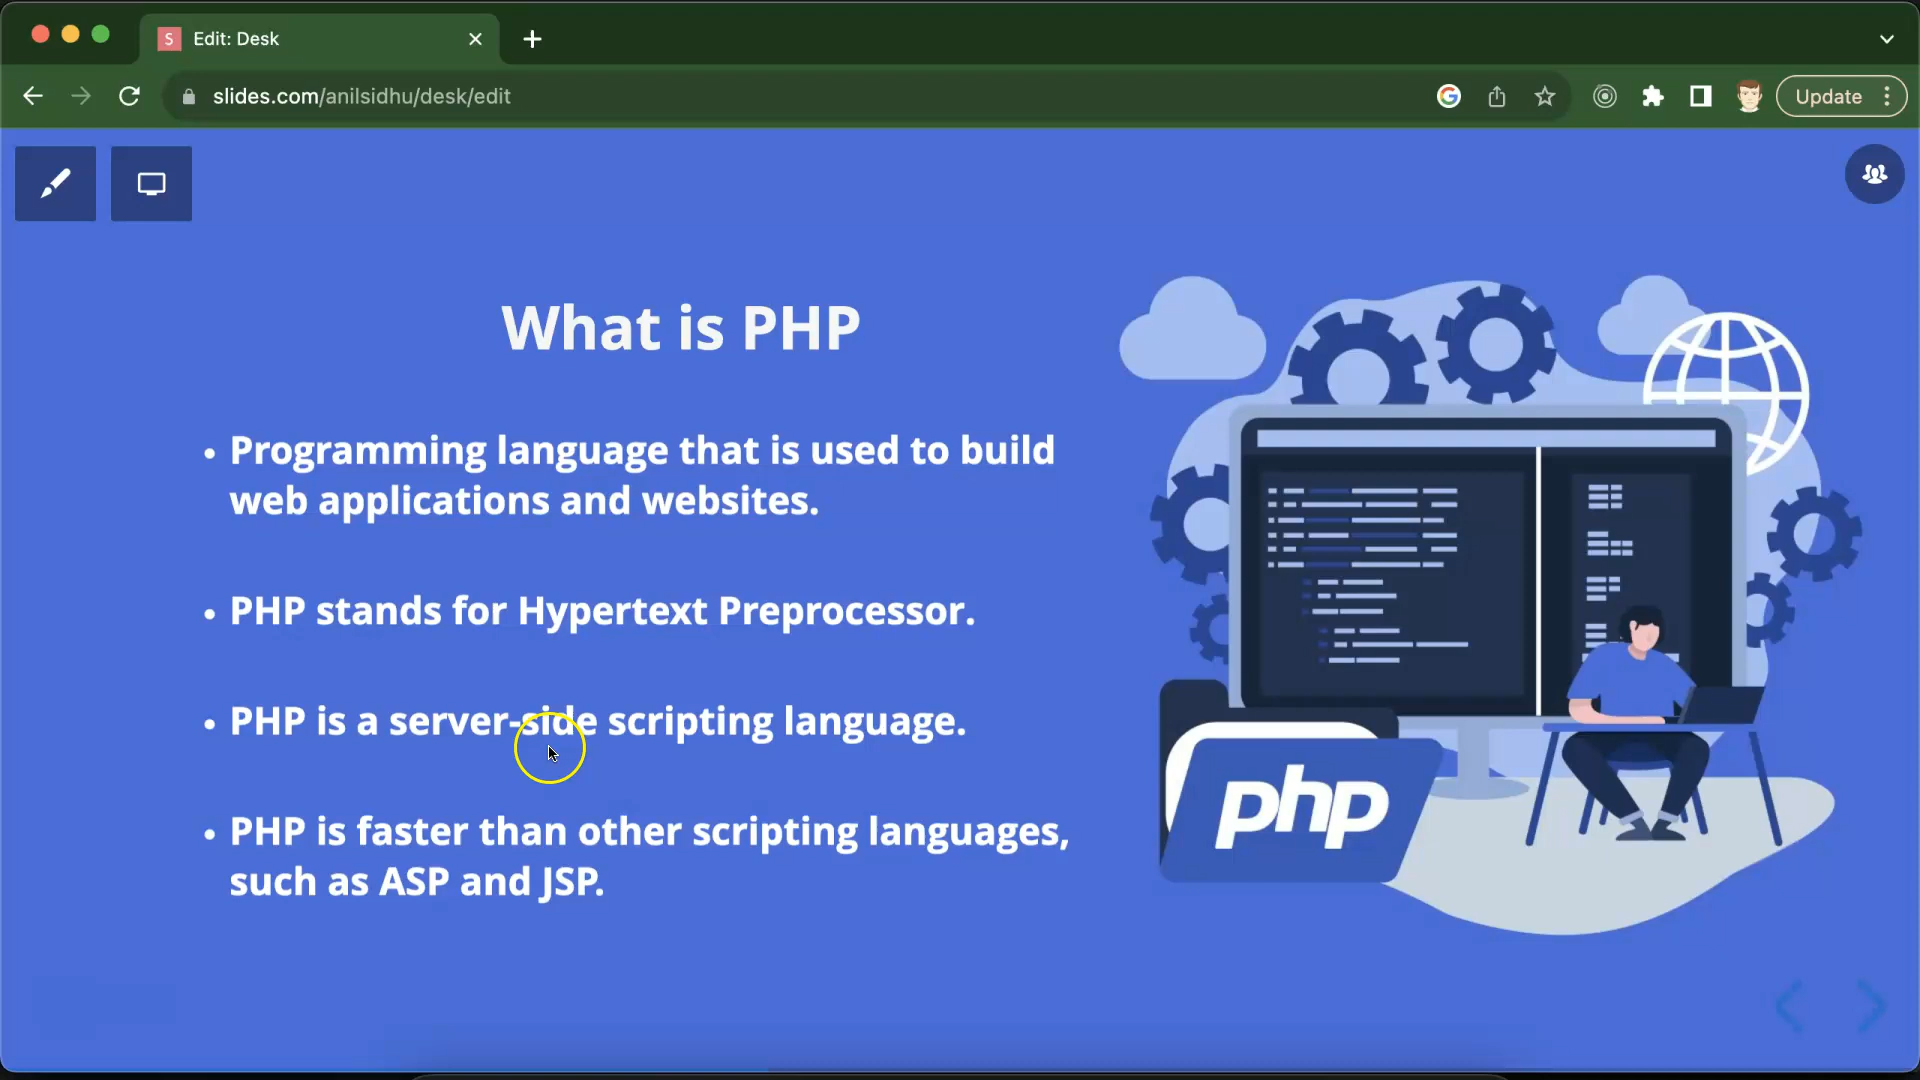 S Edit: Desk
slides.com/anilsidhu/desk/edit
Update
What is PHP
• Programming language that is used to build
web applications and websites.
• PHP stands for Hypertext Preprocessor.
• PHP is a server-side scripting language.
• PHP is faster than other scripting languages,
such as ASP and JSP.
php